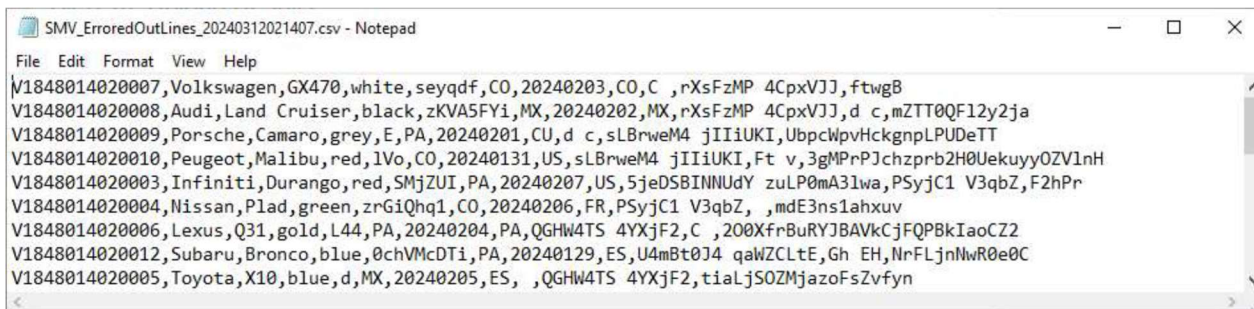 SMV_ErroredOutLines_20240312021407.csv - Notepad
File Edit Format View Help
V1848014020007,Volkswagen,GX470,white,seyqdf,CO,20240203,CO,C ,rXsFzMP 4CpxVJJ,ftwgB
V1848014020008,Audi,Land Cruiser,black,zKVA5FYi,MX,20240202,MX,rXsFzMP 4CpxVJJ,d c,mZTT0QFl2y2ja
V1848014020009,Porsche,Camaro,grey,E,PA,20240201,CU,d c,sLBrweM4 jIIiUKI,UbpcWpvHckgnpLPUDeTT
V1848014020010,Peugeot,Malibu,red,lVo,CO,20240131,US,sLBrweM4 jIIiUKI,Ft v,3gMPrPJchzprb2H0UekuyyOZVlnH
V1848014020003,Infiniti,Durango,red,SMjZUI,PA,20240207,US,5jeDSBINNUdY zuLP0mA3lwa,PSyjC1 V3qbZ,F2hPr
V1848014020004,Nissan,Plad,green,zrGiQhq1,CO,20240206,FR,PSyjC1 V3qbZ, ,mdE3ns1ahxuv
V1848014020006,Lexus,Q31,gold,L44,PA,20240204,PA,QGHW4TS 4YXjF2,C ,2O0XfrBuRYJBAVkCjFQPBkIaoCZ2
V1848014020012,Subaru,Bronco,blue,0chVMcDTi,PA,20240129,ES,U4mBt0J4 qaWZCLtE,Gh EH,NrFLjnNwR0e0C
V1848014020005,Toyota,X10,blue,d,MX,20240205,ES, ,QGHW4TS 4YXjF2,tiaLjSOZMjazoFsZvfyn